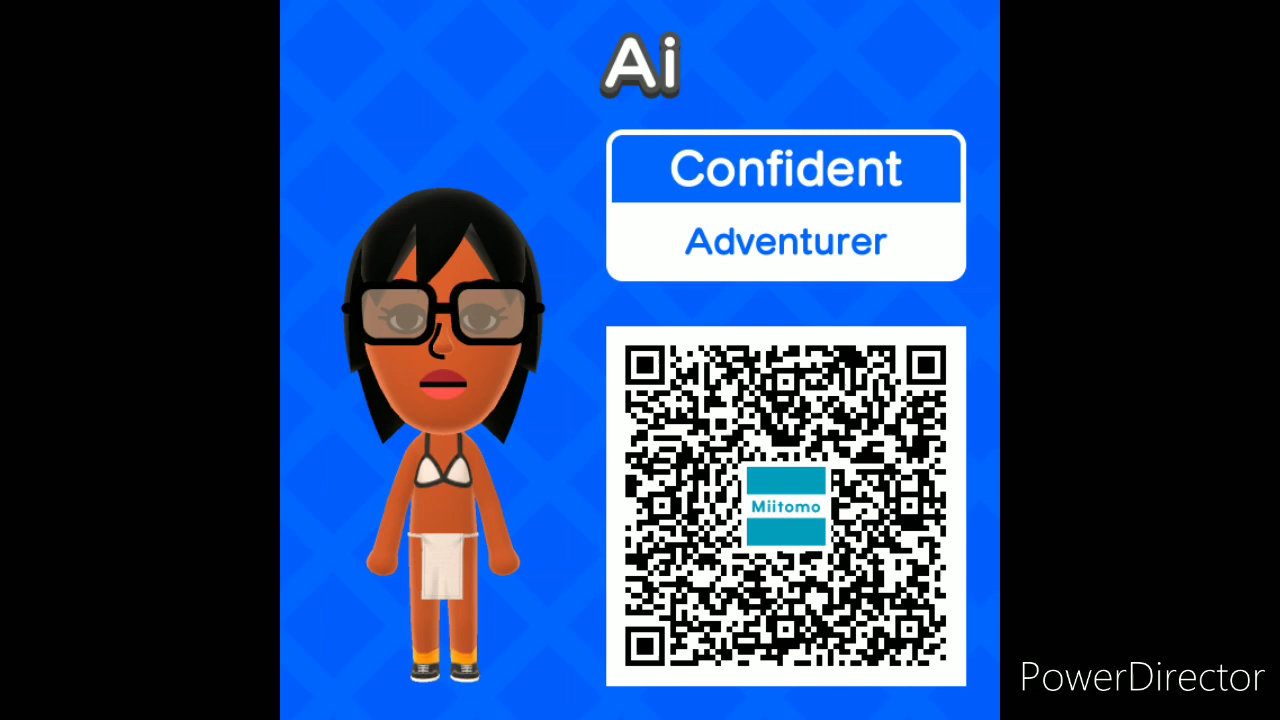 Ai
Confident
Adventurer
Miitomo
PowerDirector